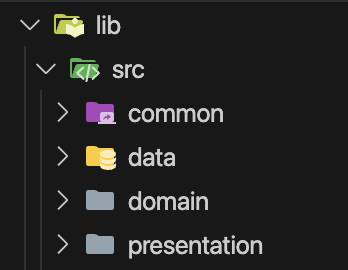 lib
src
common
data
domain
presentation